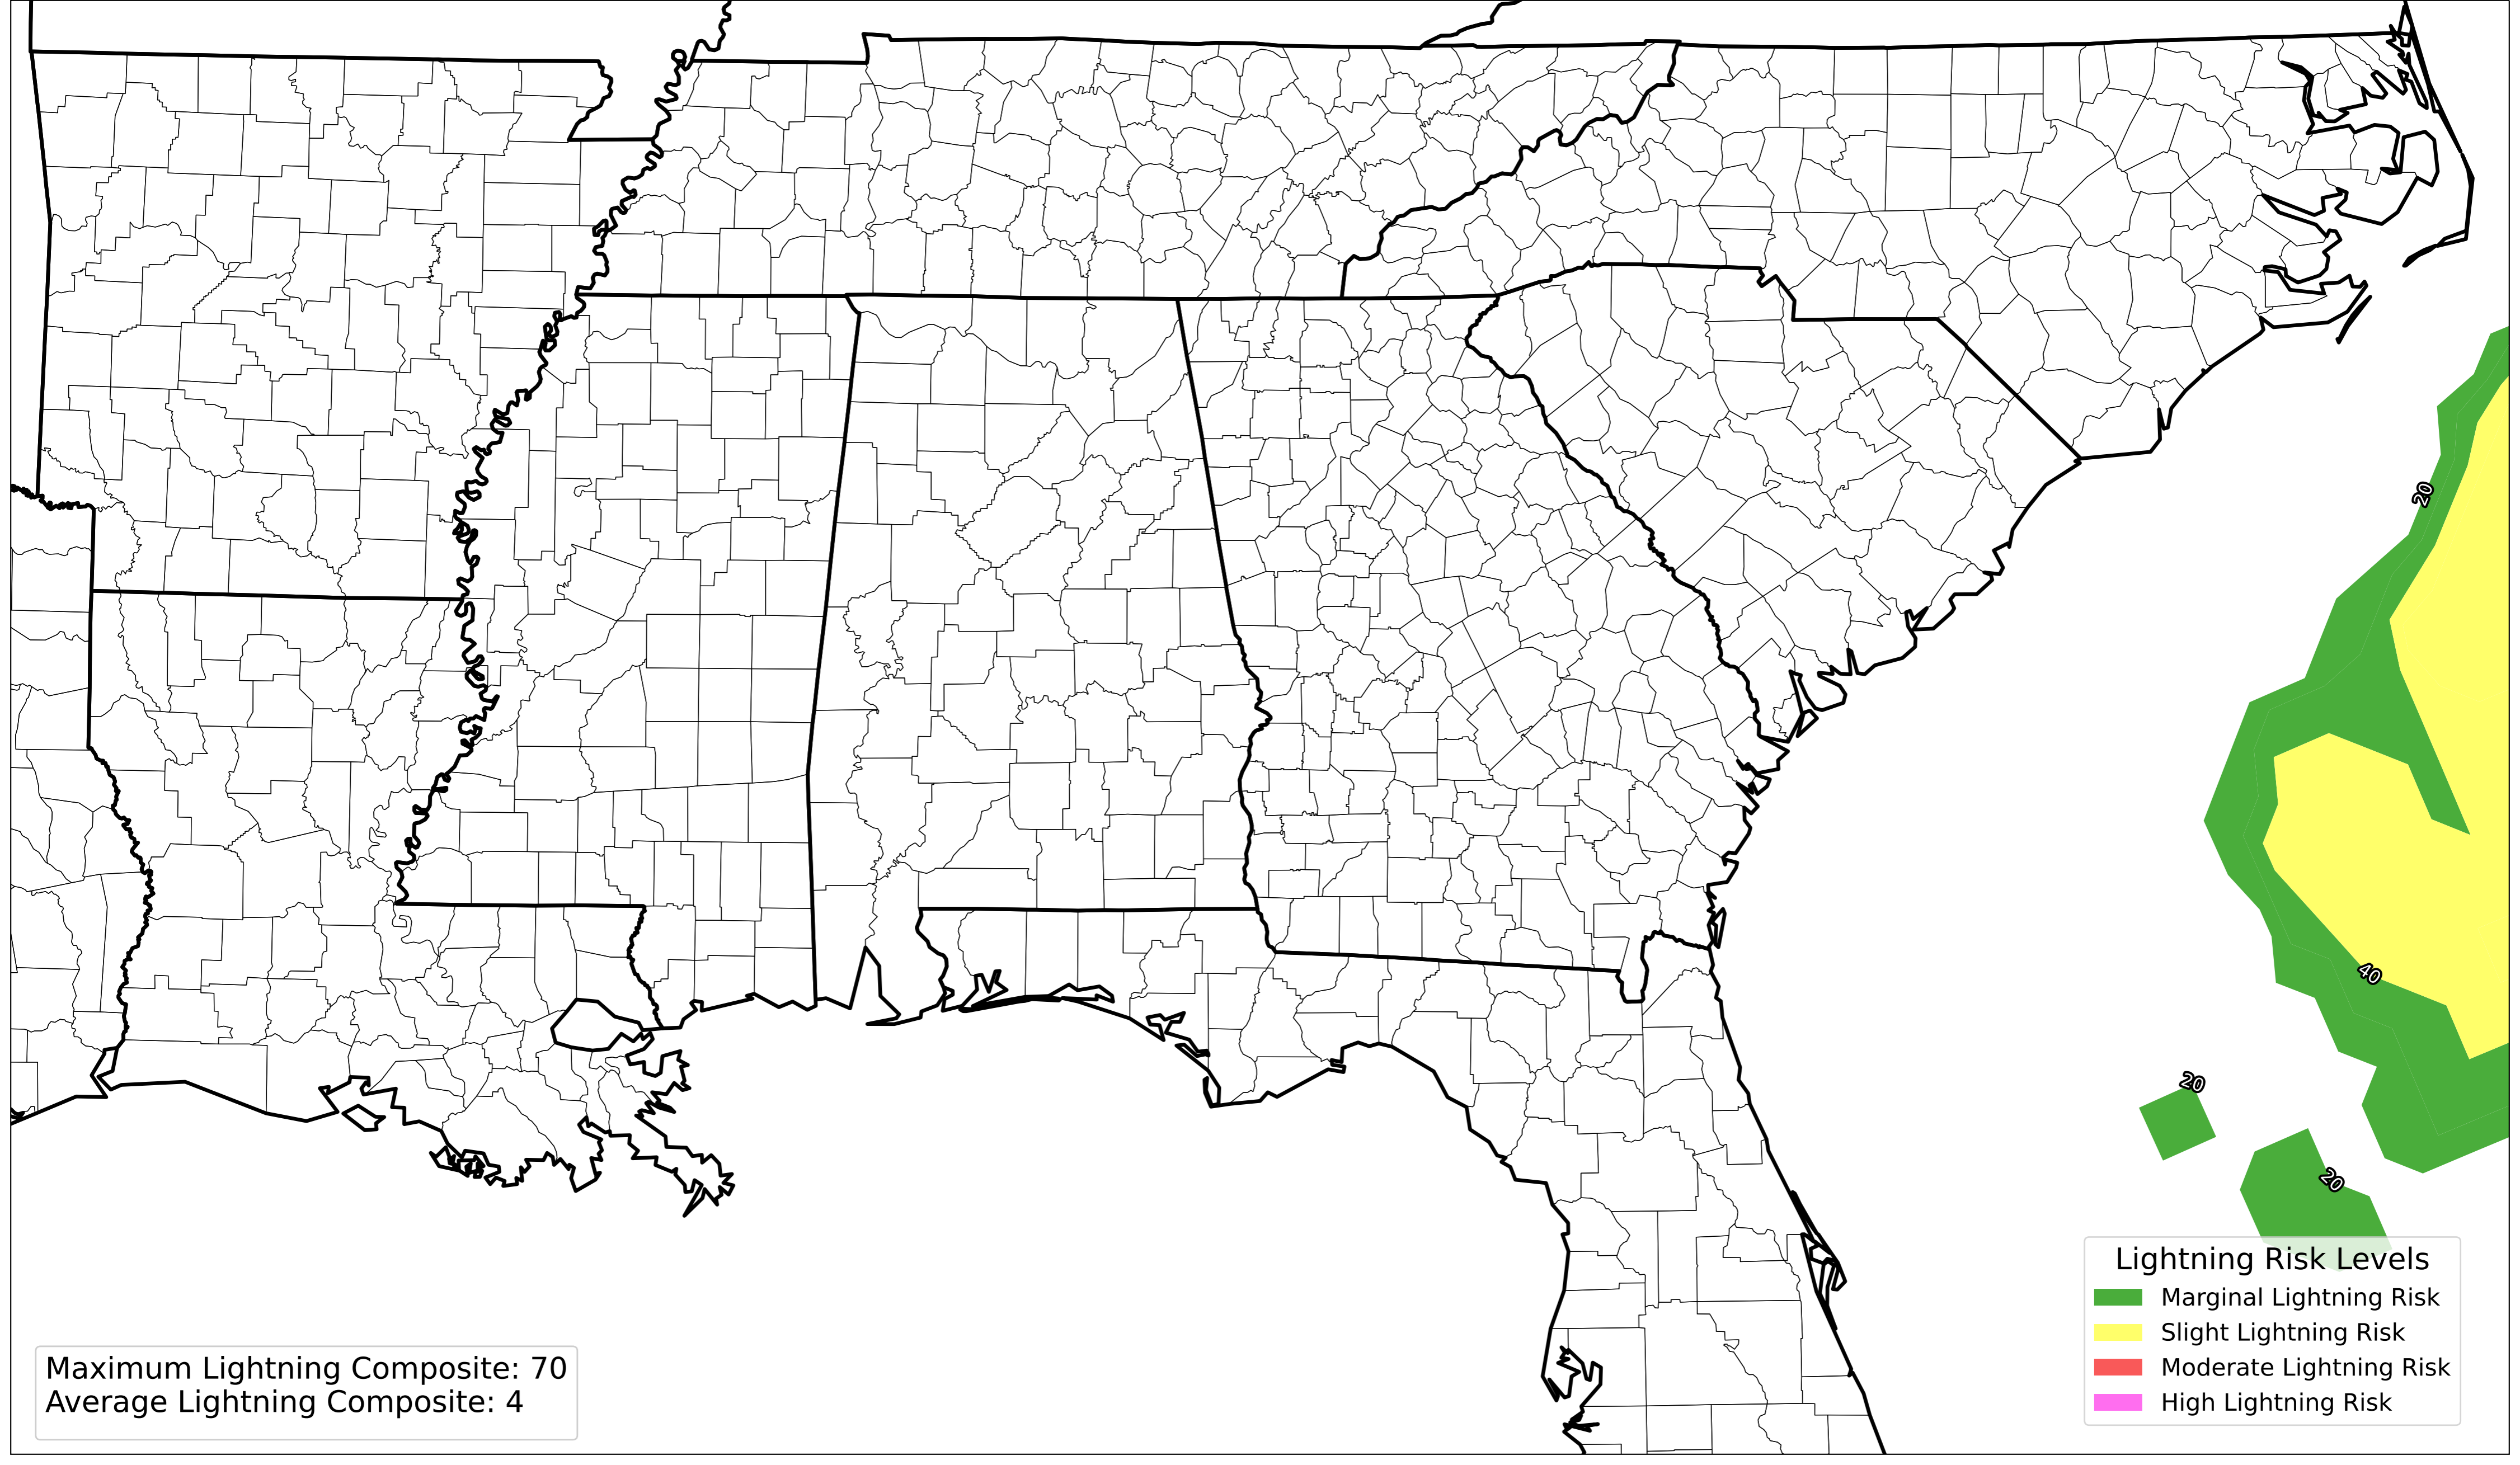 20
40
20
20
Lightning Risk Levels
Marginal Lightning Risk
Slight Lightning Risk
Moderate Lightning Risk
High Lightning Risk
Maximum Lightning Composite: 70
Average Lightning Composite: 4